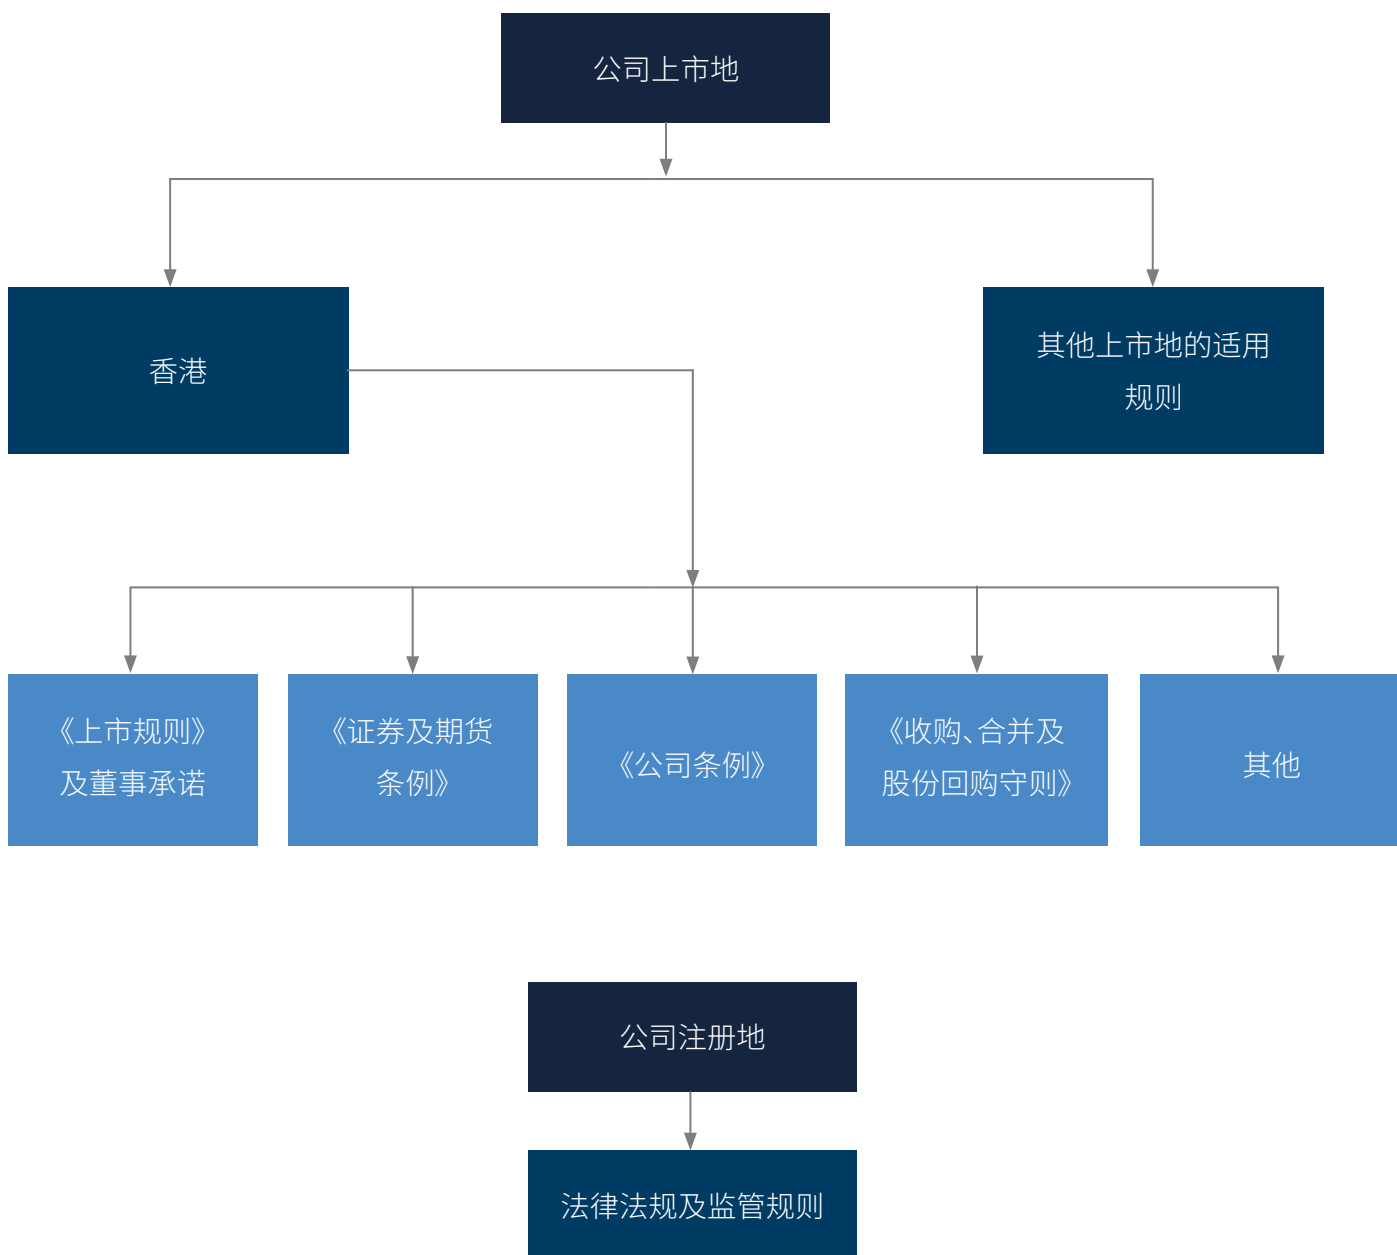 公司上市地
香港
其他上市地的适用
规则
《上市规则》
及董事承诺
《证券及期货
条例》
《公司条例》
《收购、合并及
股份回购守则》
其他
公司注册地
法律法规及监管规则